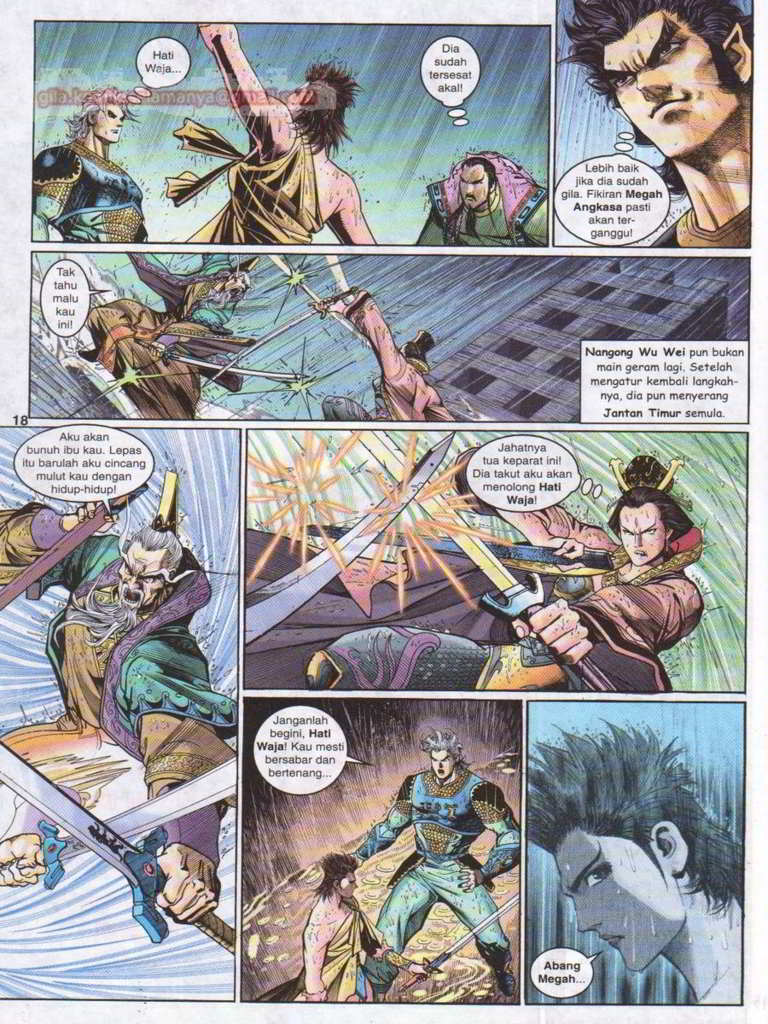 Hati
Waja...
Dia
sudah
tersesat
akal!
Lebih baik
jika dia sudah
gila. Fikiran Megah
Angkasa pasti
akan ter-
ganggu!
Tak
tahu
malu
kau
ini!
Nangong Wu Wei pun bukan
main geram lagi. Setelah
mengatur kembali langkah-
nya, dia pun menyerang
Jantan Timur semula.
18
Aku akan
bunuh ibu kau. Lepas
itu barulah aku cincang
mulut kau dengan
hidup-hidup!
Jahatnya
tua keparat ini!
Dia takut aku akan
menolong Hati
Waja!
Janganlah
begini, Hati
Waja! Kau mesti
bersabar dan
bertenang...
Abang
Megah...